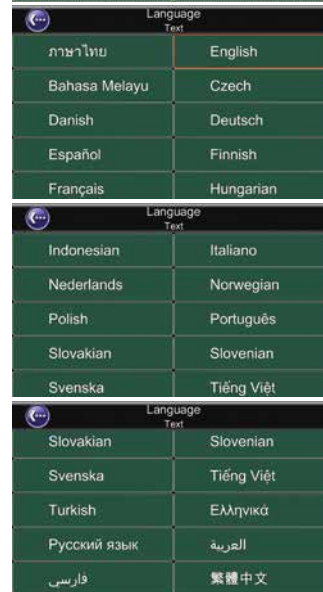 Language
Text
ภาษาไทย English
Bahasa Melayu Czech
Danish Deutsch
Español Finnish
Français Hungarian
Language
Text
Indonesian Italiano
Nederlands Norwegian
Polish Português
Slovakian Slovenian
Svenska Tiếng Việt
Language
Text
Slovakian Slovenian
Svenska Tiếng Việt
Turkish Ελληνικά
Русский язык العربية
فارسی 繁體中文